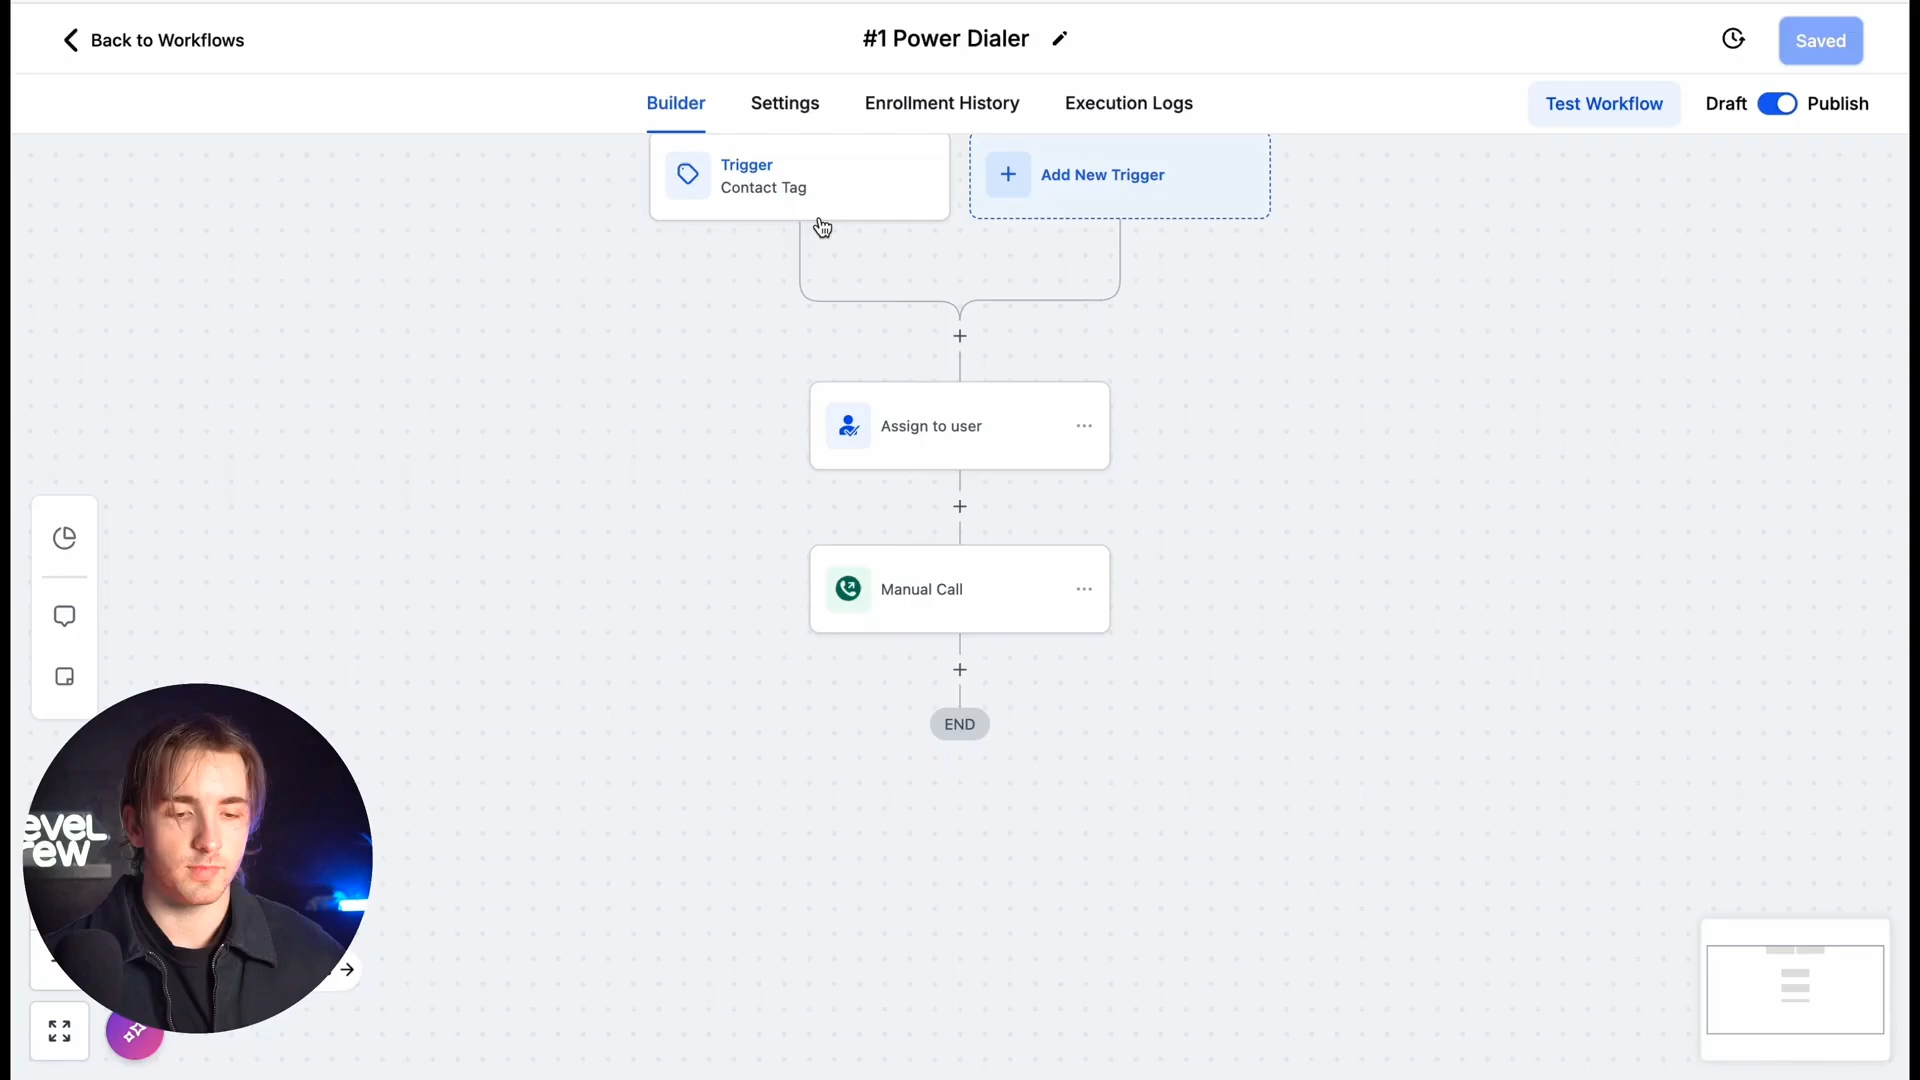 Back to Workflows
#1 Power Dialer
Saved
Builder
Settings
Enrollment History
Execution Logs
Test Workflow
Draft
Publish
Trigger
Contact Tag
Add New Trigger
Assign to user
Manual Call
END